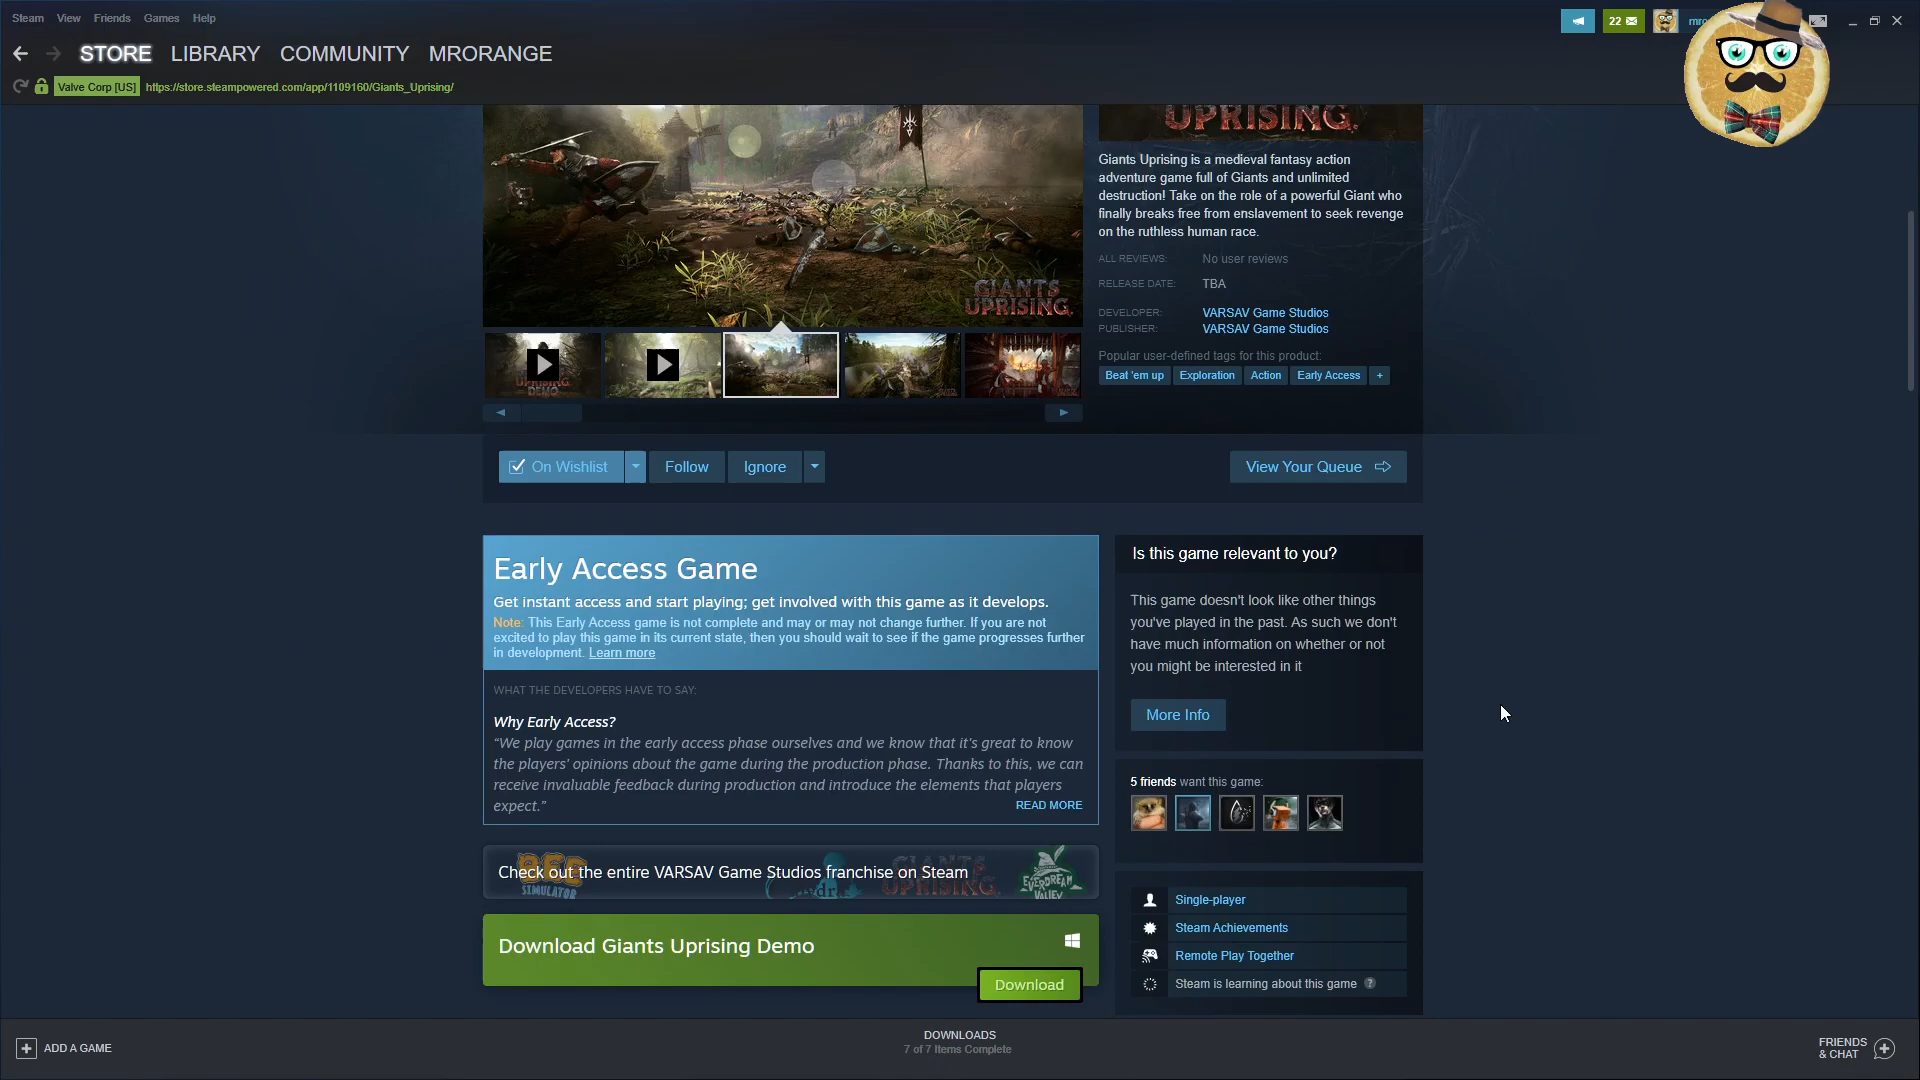 Steam View Friends Games Help
22
STORE LIBRARY COMMUNITY MRORANGE
Valve Corp [US] https://store.steampowered.com/app/1109160/Giants_Uprising/
UPRISING
Giants Uprising is a medieval fantasy action
adventure game full of Giants and unlimited
destruction! Take on the role of a powerful Giant who
finally breaks free from enslavement to seek revenge
on the ruthless human race.
ALL REVIEWS: No user reviews
RELEASE DATE: TBA
DEVELOPER: VARSAV Game Studios
PUBLISHER: VARSAV Game Studios
Popular user-defined tags for this product:
Beat 'em up Exploration Action Early Access +
GIANTS
UPRISING
UPRISING
DEMO
On Wishlist Follow Ignore View Your Queue
Early Access Game
Get instant access and start playing; get involved with this game as it develops.
Note: This Early Access game is not complete and may or may not change further. If you are not
excited to play this game in its current state, then you should wait to see if the game progresses further
in development. Learn more
WHAT THE DEVELOPERS HAVE TO SAY:
Why Early Access?
“We play games in the early access phase ourselves and we know that it's great to know
the players' opinions about the game during the production phase. Thanks to this, we can
receive invaluable feedback during production and introduce the elements that players
expect.”
READ MORE
Is this game relevant to you?
This game doesn't look like other things
you've played in the past. As such we don't
have much information on whether or not
you might be interested in it
More Info
5 friends want this game:
Check out the entire VARSAV Game Studios franchise on Steam
BEE
SIMULATOR
GIANTS
UPRISING
EVERDREAM
VALLEY
Download Giants Uprising Demo
Download
Single-player
Steam Achievements
Remote Play Together
Steam is learning about this game ?
ADD A GAME
DOWNLOADS
7 of 7 Items Complete
FRIENDS
& CHAT